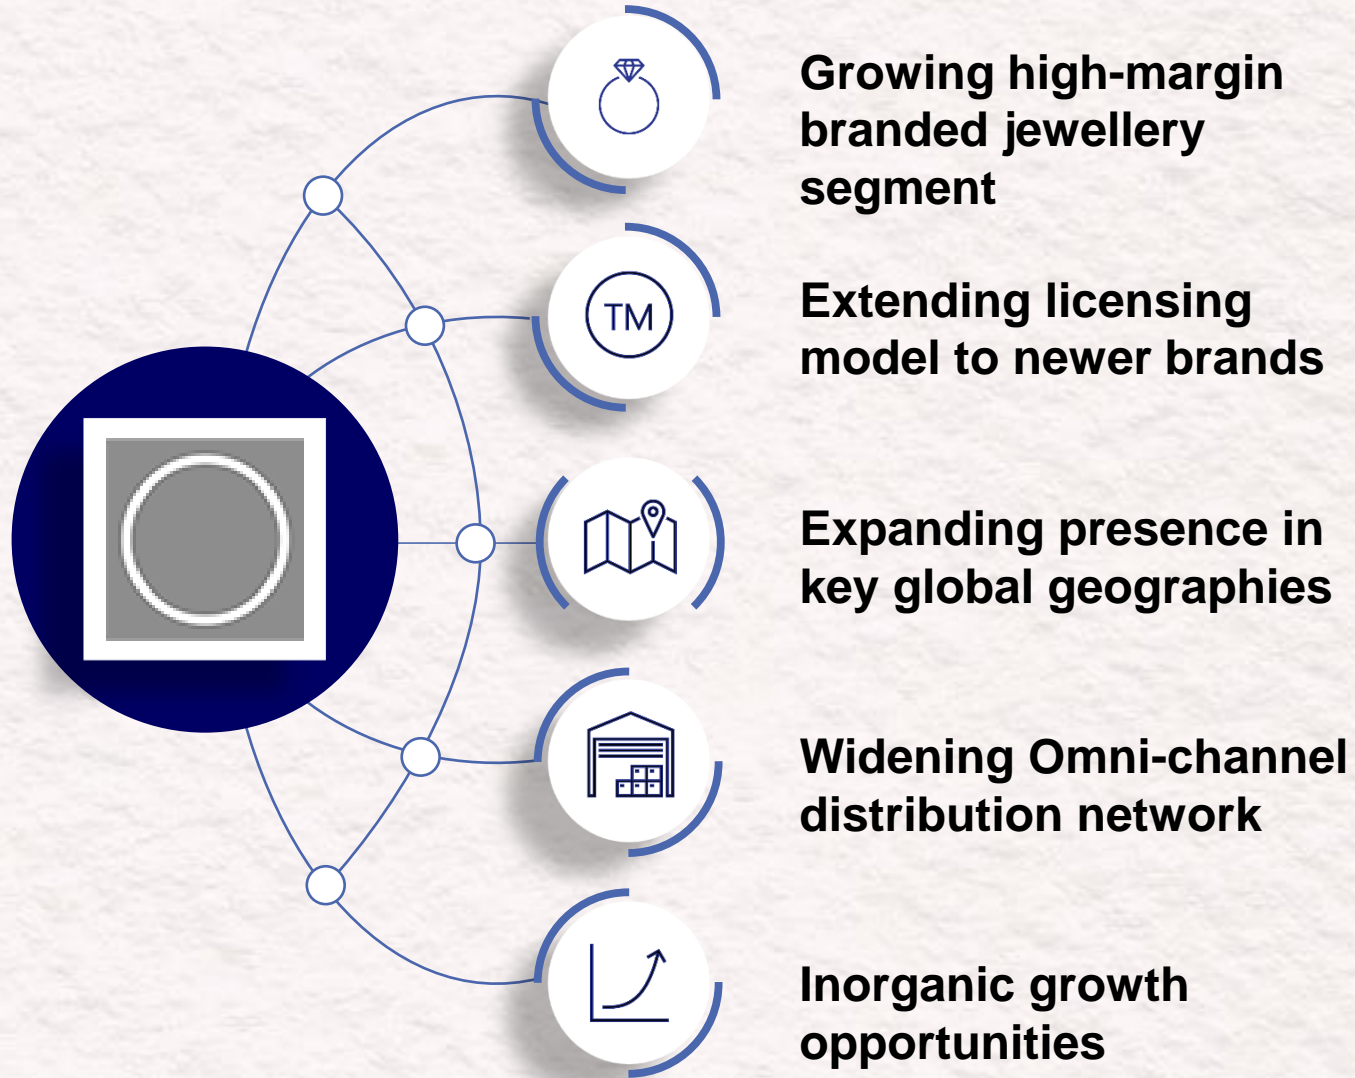 Growing high-margin
branded jewellery
segment
TM
Extending licensing
model to newer brands
Expanding presence in
key global geographies
Widening Omni-channel
distribution network
Inorganic growth
opportunities